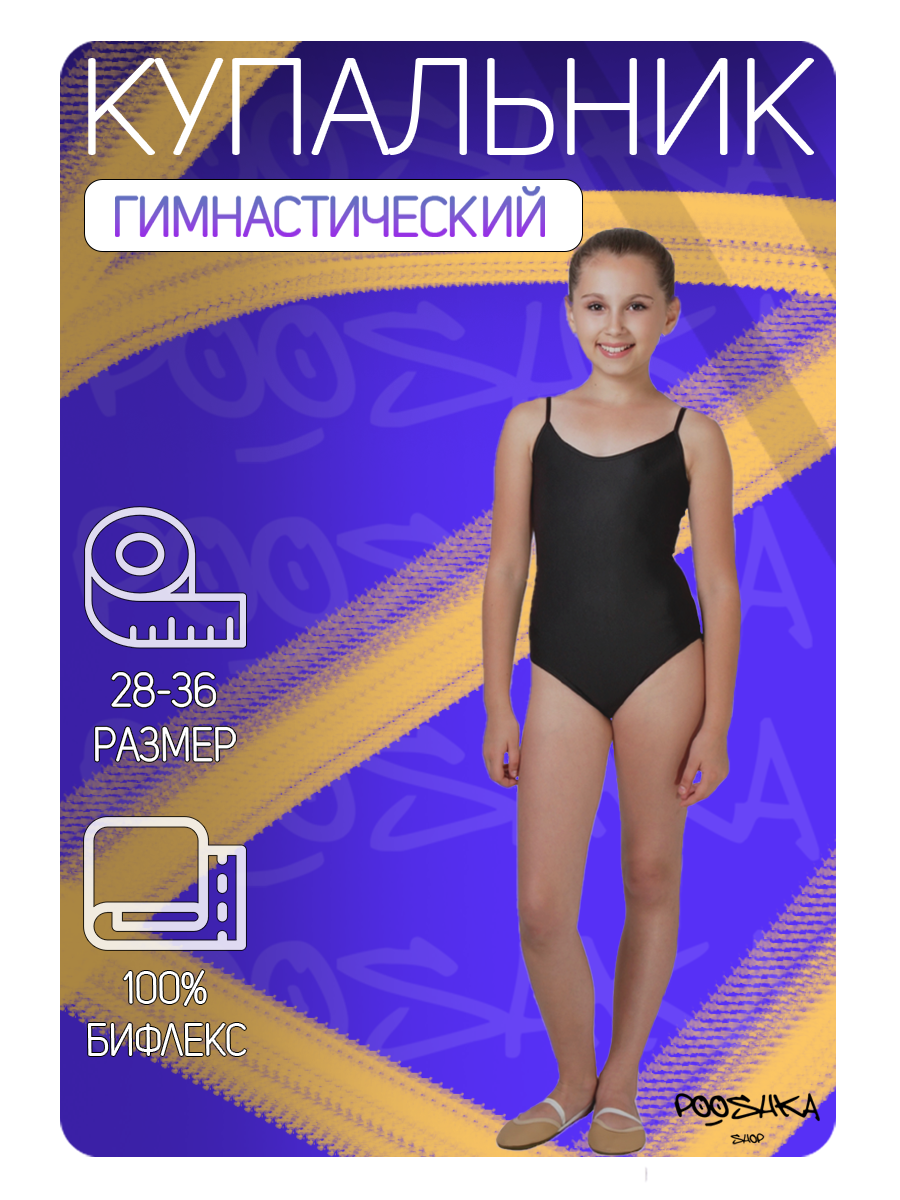 КУПАЛЬНИК
ГИМНАСТИЧЕСКИЙ
28-36
РАЗМЕР
100%
БИФЛЕКС
POOSHKA
SHOP